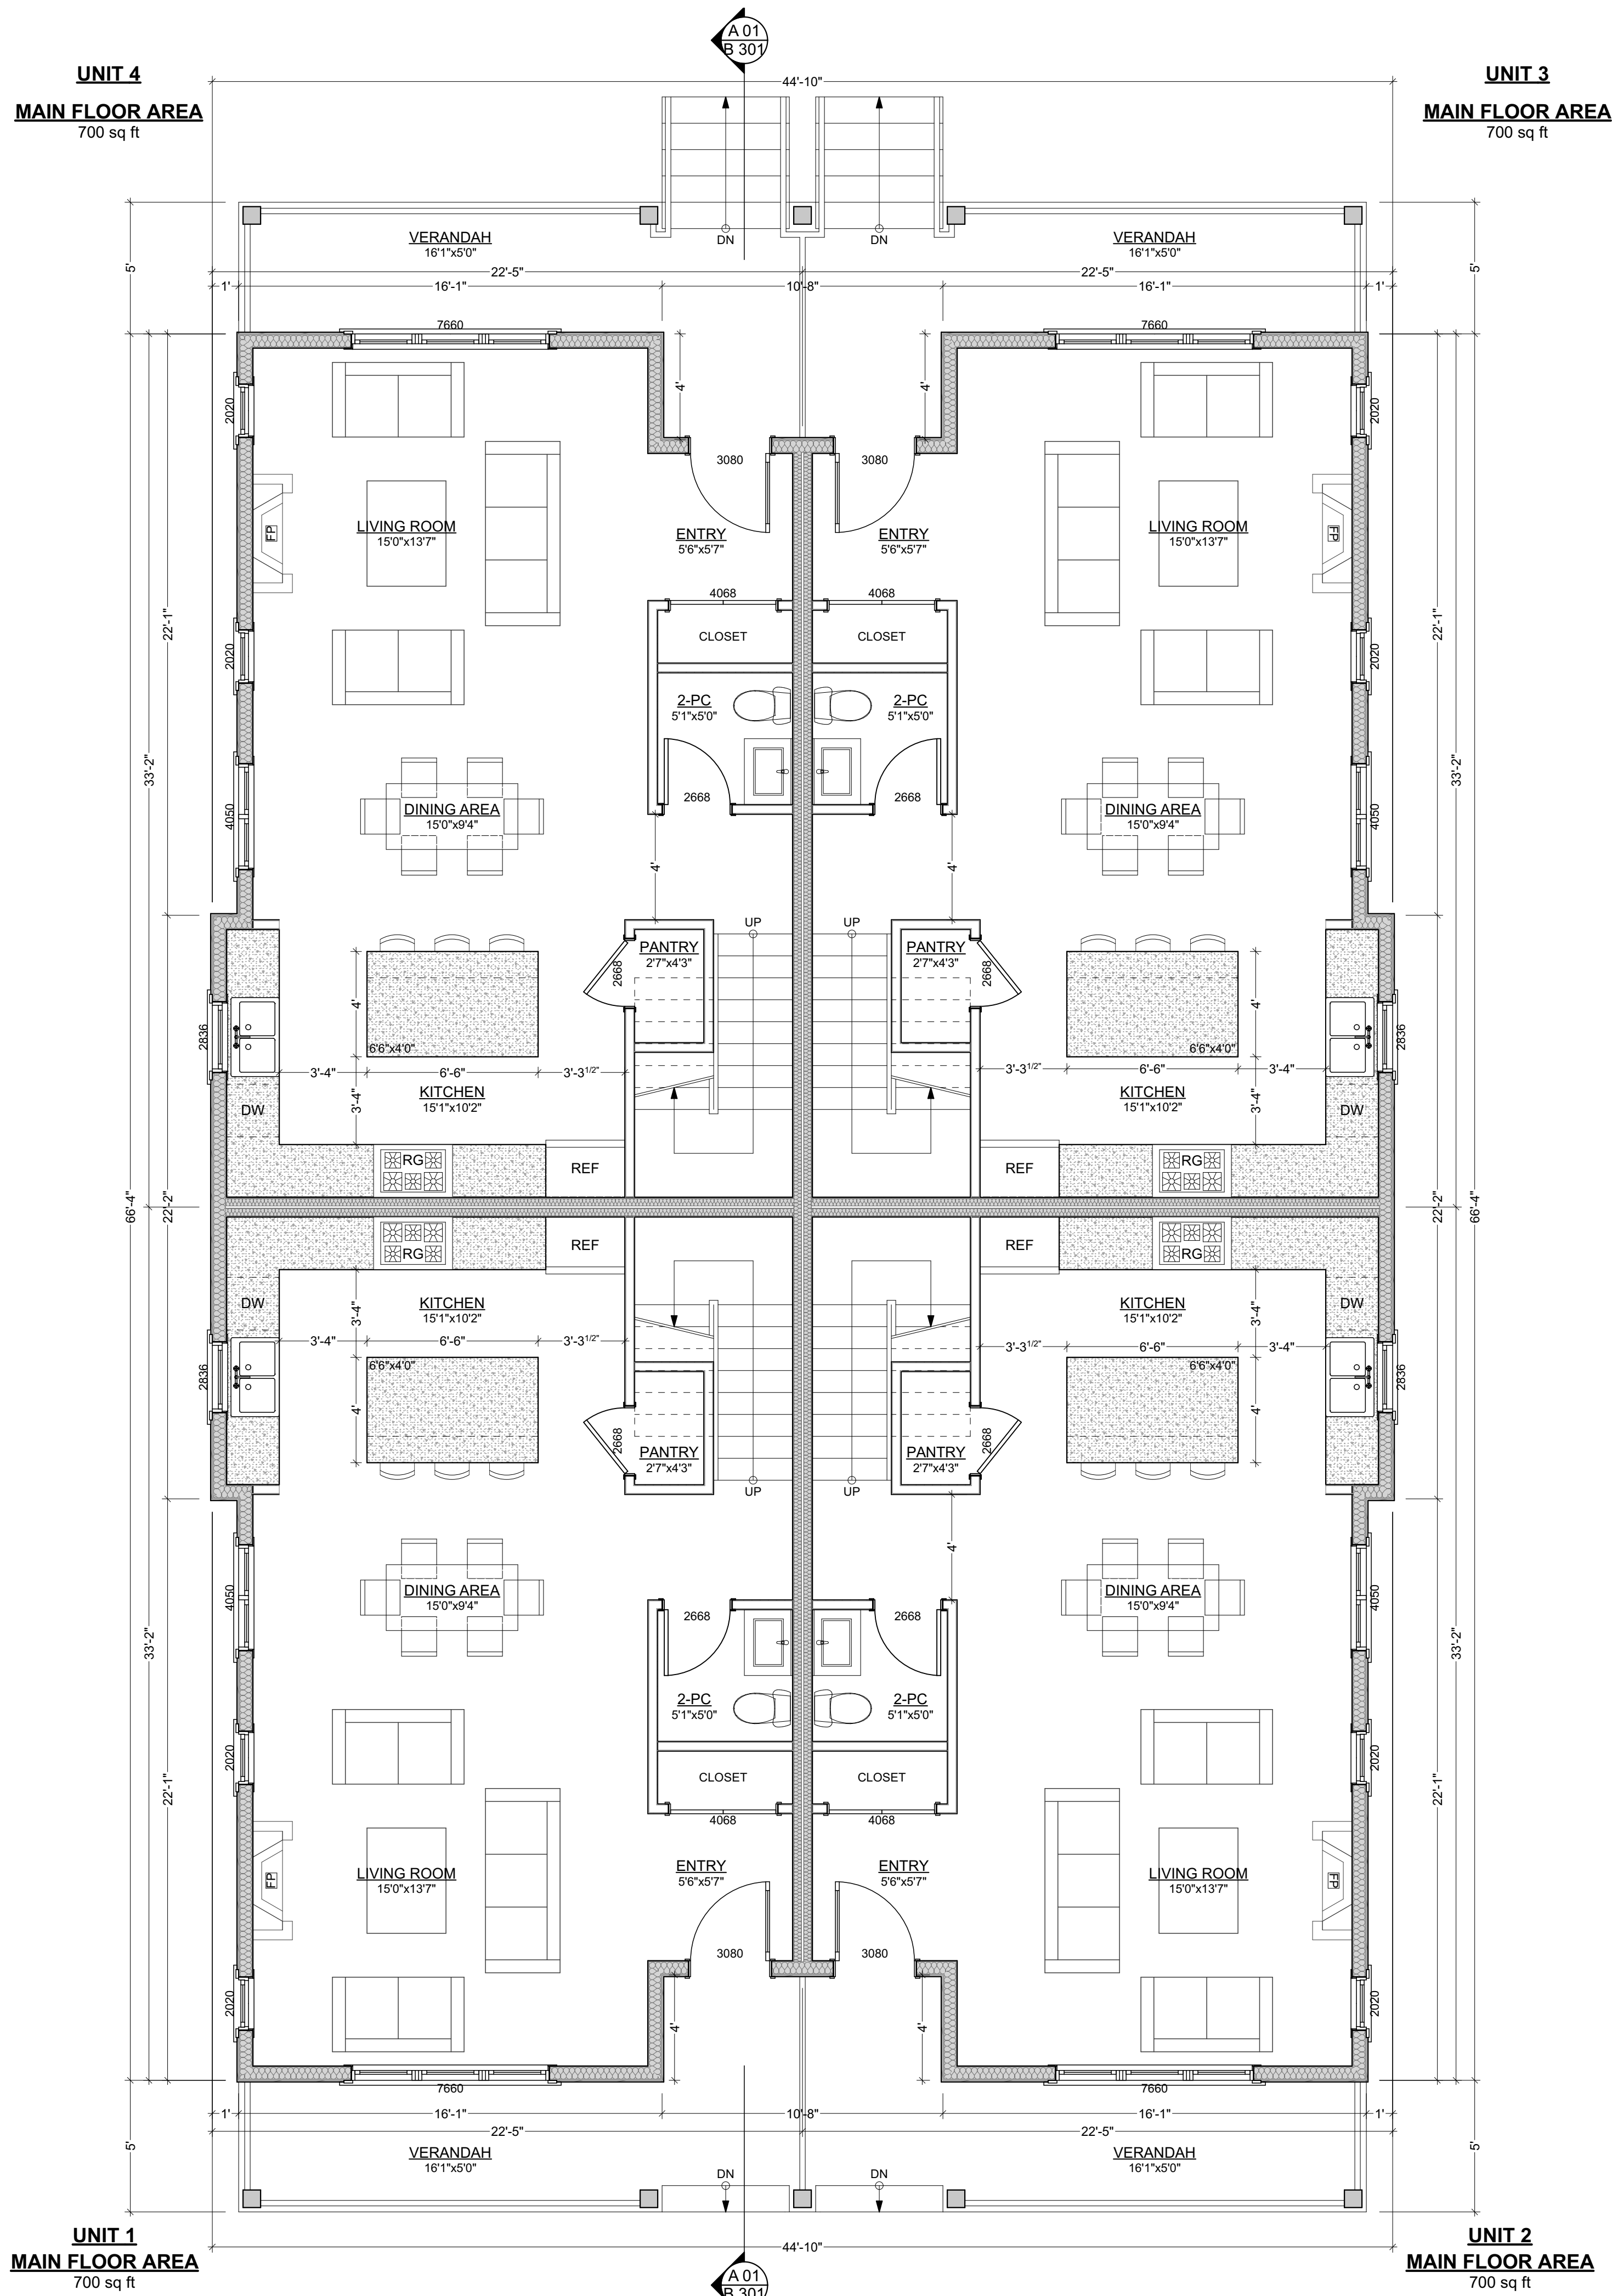 A 01
B 301
UNIT 4
MAIN FLOOR AREA
700 sq ft
UNIT 3
MAIN FLOOR AREA
700 sq ft
44'-10"
DN
DN
VERANDAH
16'1"x5'0"
VERANDAH
16'1"x5'0"
5'
5'
22'-5"
22'-5"
1'
16'-1"
10'-8"
16'-1"
1'
7660
7660
4'
4'
2020
2020
3080
3080
FP
LIVING ROOM
15'0"x13'7"
ENTRY
5'6"x5'7"
ENTRY
5'6"x5'7"
LIVING ROOM
15'0"x13'7"
FP
4068
4068
22'-1"
22'-1"
2020
CLOSET
CLOSET
2020
2-PC
5'1"x5'0"
2-PC
5'1"x5'0"
33'-2"
33'-2"
2668
2668
4050
DINING AREA
15'0"x9'4"
DINING AREA
15'0"x9'4"
4050
4'
4'
UP
UP
PANTRY
2'7"x4'3"
PANTRY
2'7"x4'3"
2668
2668
4'
4'
2836
2836
6'6"x4'0"
6'6"x4'0"
3'-4"
6'-6"
3'-3 1/2"
3'-3 1/2"
6'-6"
3'-4"
KITCHEN
15'1"x10'2"
KITCHEN
15'1"x10'2"
3'-4"
3'-4"
DW
DW
RG
REF
REF
RG
66'-4"
22'-2"
22'-2"
66'-4"
RG
REF
REF
RG
DW
DW
KITCHEN
15'1"x10'2"
KITCHEN
15'1"x10'2"
3'-4"
3'-4"
3'-4"
6'-6"
3'-3 1/2"
3'-3 1/2"
6'-6"
3'-4"
6'6"x4'0"
6'6"x4'0"
2836
2836
4'
4'
2668
2668
PANTRY
2'7"x4'3"
PANTRY
2'7"x4'3"
UP
UP
4'
4050
DINING AREA
15'0"x9'4"
DINING AREA
15'0"x9'4"
4050
2668
2668
33'-2"
33'-2"
2-PC
5'1"x5'0"
2-PC
5'1"x5'0"
2020
CLOSET
CLOSET
2020
22'-1"
22'-1"
4068
4068
FP
LIVING ROOM
15'0"x13'7"
ENTRY
5'6"x5'7"
ENTRY
5'6"x5'7"
LIVING ROOM
15'0"x13'7"
FP
3080
3080
2020
2020
4'
4'
7660
7660
1'
16'-1"
10'-8"
16'-1"
1'
22'-5"
22'-5"
5'
5'
VERANDAH
16'1"x5'0"
VERANDAH
16'1"x5'0"
DN
DN
44'-10"
UNIT 1
MAIN FLOOR AREA
700 sq ft
UNIT 2
MAIN FLOOR AREA
700 sq ft
A 01
B 301